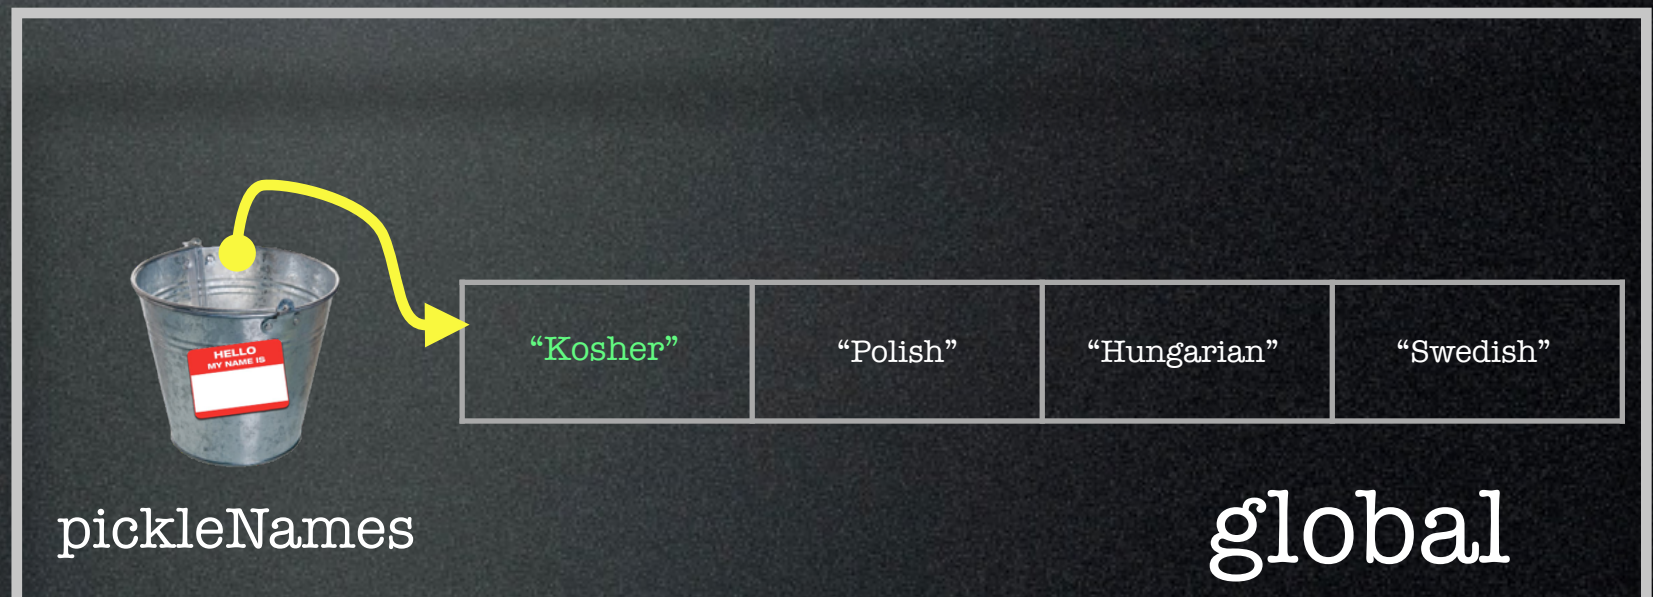 HELLO
MY NAME IS
“Kosher”
“Polish”
“Hungarian”
“Swedish”
pickleNames
global